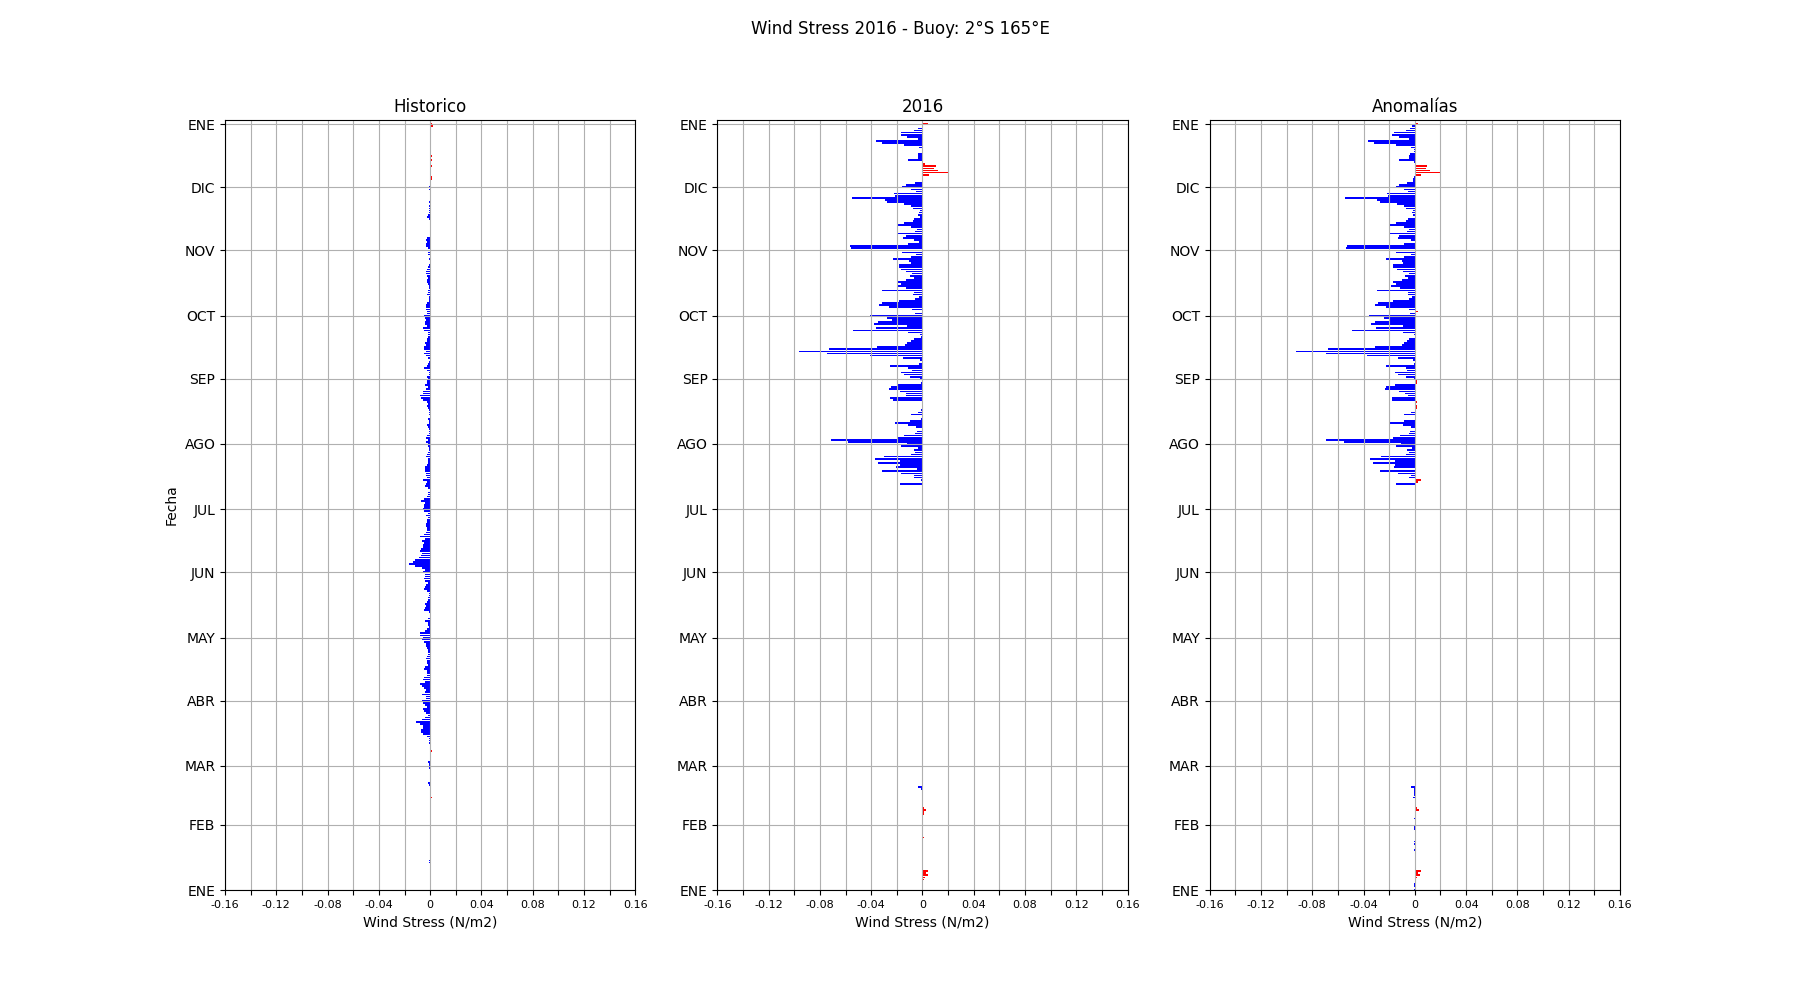 Wind Stress 2016 - Buoy: 2°S 165°E
Historico
2016
Anomalías
Fecha
ENE
DIC
NOV
OCT
SEP
AGO
JUL
JUN
MAY
ABR
MAR
FEB
ENE
-0.16 -0.12 -0.08 -0.04 0 0.04 0.08 0.12 0.16
Wind Stress (N/m2)
ENE
DIC
NOV
OCT
SEP
AGO
JUL
JUN
MAY
ABR
MAR
FEB
ENE
-0.16 -0.12 -0.08 -0.04 0 0.04 0.08 0.12 0.16
Wind Stress (N/m2)
ENE
DIC
NOV
OCT
SEP
AGO
JUL
JUN
MAY
ABR
MAR
FEB
ENE
-0.16 -0.12 -0.08 -0.04 0 0.04 0.08 0.12 0.16
Wind Stress (N/m2)